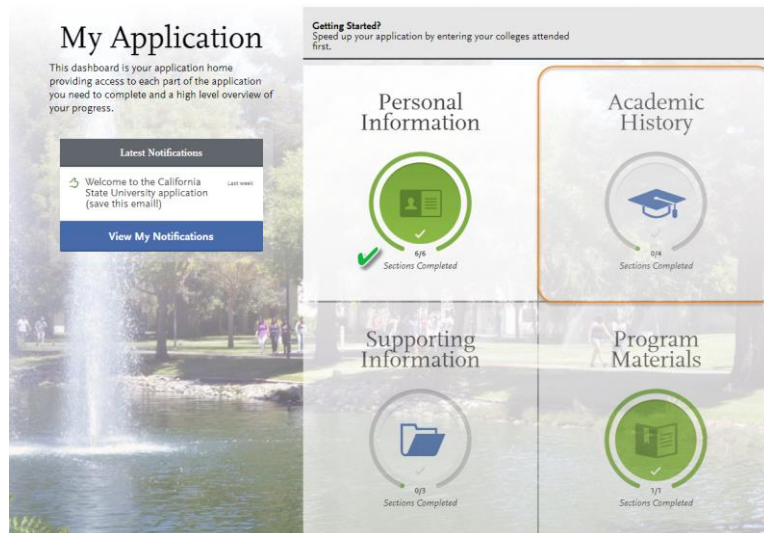 My Application
This dashboard is your application home
providing access to each part of the application
you need to complete and a high level overview of
your progress.
Latest Notifications
Welcome to the California
State University application
(save this email!)
Last week
View My Notifications
Getting Started?
Speed up your application by entering your colleges attended
first.
Personal
Information
6/6
Sections Completed
Academic
History
0/4
Sections Completed
Supporting
Information
0/3
Sections Completed
Program
Materials
1/1
Sections Completed